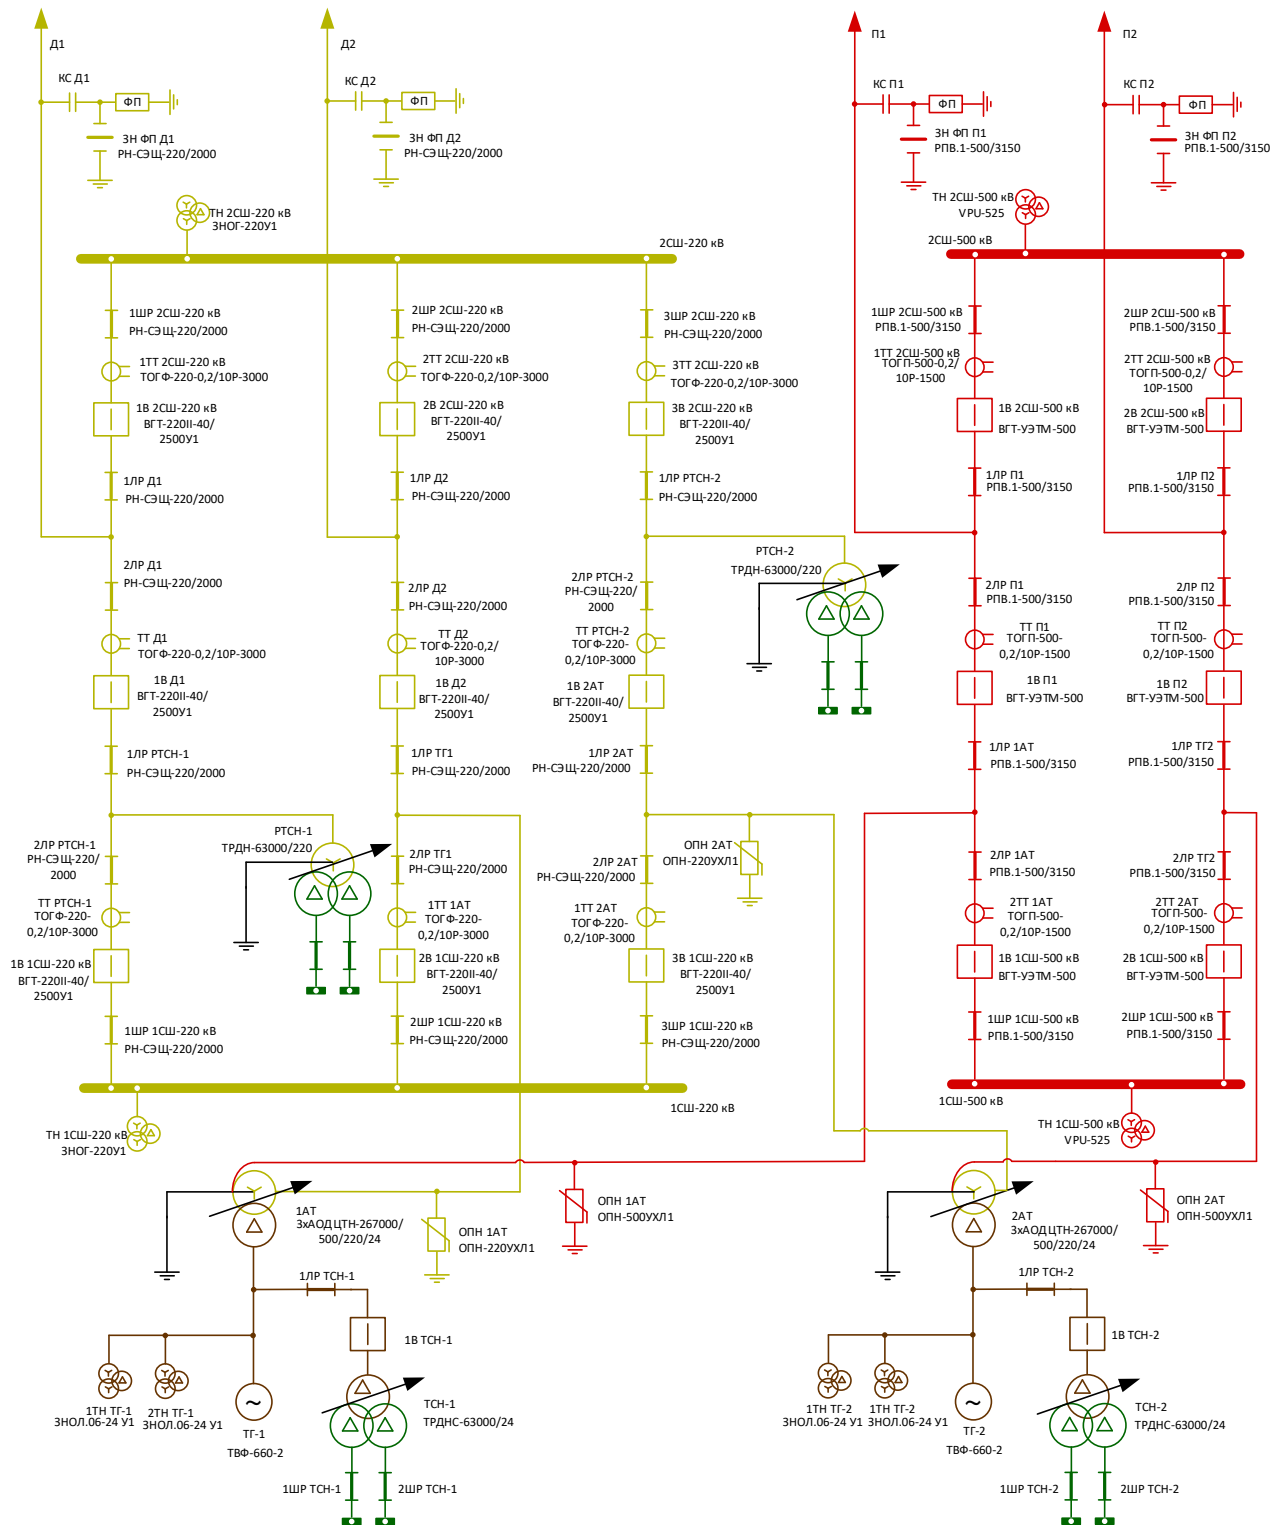 Д1
Д2
П1
П2
КС Д1
ФП
ЗН ФП Д1
РН-СЭЩ-220/2000
КС Д2
ФП
ЗН ФП Д2
РН-СЭЩ-220/2000
КС П1
ФП
ЗН ФП П1
РПВ.1-500/3150
КС П2
ФП
ЗН ФП П2
РПВ.1-500/3150
ТН 2СШ-220 кВ
ЗНОГ-220У1
2СШ-220 кВ
ТН 2СШ-500 кВ
VPU-525
2СШ-500 кВ
1ШР 2СШ-220 кВ
РН-СЭЩ-220/2000
2ШР 2СШ-220 кВ
РН-СЭЩ-220/2000
3ШР 2СШ-220 кВ
РН-СЭЩ-220/2000
1ШР 2СШ-500 кВ
РПВ.1-500/3150
2ШР 2СШ-500 кВ
РПВ.1-500/3150
1ТТ 2СШ-220 кВ
ТОГФ-220-0,2/10Р-3000
2ТТ 2СШ-220 кВ
ТОГФ-220-0,2/10Р-3000
3ТТ 2СШ-220 кВ
ТОГФ-220-0,2/10Р-3000
1ТТ 2СШ-500 кВ
ТОГП-500-0,2/
10Р-1500
2ТТ 2СШ-500 кВ
ТОГП-500-0,2/
10Р-1500
1В 2СШ-220 кВ
ВГТ-220II-40/
2500У1
2В 2СШ-220 кВ
ВГТ-220II-40/
2500У1
3В 2СШ-220 кВ
ВГТ-220II-40/
2500У1
1В 2СШ-500 кВ
ВГТ-УЭТМ-500
2В 2СШ-500 кВ
ВГТ-УЭТМ-500
1ЛР Д1
РН-СЭЩ-220/2000
1ЛР Д2
РН-СЭЩ-220/2000
1ЛР РТСН-2
РН-СЭЩ-220/2000
1ЛР П1
РПВ.1-500/3150
1ЛР П2
РПВ.1-500/3150
РТСН-2
ТРДН-63000/220
2ЛР Д1
РН-СЭЩ-220/2000
2ЛР Д2
РН-СЭЩ-220/2000
2ЛР РТСН-2
РН-СЭЩ-220/
2000
2ЛР П1
РПВ.1-500/3150
2ЛР П2
РПВ.1-500/3150
ТТ Д1
ТОГФ-220-0,2/10Р-3000
ТТ Д2
ТОГФ-220-0,2/
10Р-3000
ТТ РТСН-2
ТОГФ-220-
0,2/10Р-3000
ТТ П1
ТОГП-500-
0,2/10Р-1500
ТТ П2
ТОГП-500-
0,2/10Р-1500
1В Д1
ВГТ-220II-40/
2500У1
1В Д2
ВГТ-220II-40/
2500У1
1В 2АТ
ВГТ-220II-40/
2500У1
1В П1
ВГТ-УЭТМ-500
1В П2
ВГТ-УЭТМ-500
1ЛР РТСН-1
РН-СЭЩ-220/2000
1ЛР ТГ1
РН-СЭЩ-220/2000
1ЛР 2АТ
РН-СЭЩ-220/2000
1ЛР 1АТ
РПВ.1-500/3150
1ЛР ТГ2
РПВ.1-500/3150
РТСН-1
ТРДН-63000/220
ОПН 2АТ
ОПН-220УХЛ1
2ЛР РТСН-1
РН-СЭЩ-220/
2000
2ЛР ТГ1
РН-СЭЩ-220/2000
2ЛР 2АТ
РН-СЭЩ-220/2000
2ЛР 1АТ
РПВ.1-500/3150
2ЛР ТГ2
РПВ.1-500/3150
ТТ РТСН-1
ТОГФ-220-
0,2/10Р-3000
1ТТ 1АТ
ТОГФ-220-
0,2/10Р-3000
1ТТ 2АТ
ТОГФ-220-
0,2/10Р-3000
2ТТ 1АТ
ТОГП-500-
0,2/10Р-1500
2ТТ 2АТ
ТОГП-500-
0,2/10Р-1500
1В 1СШ-220 кВ
ВГТ-220II-40/
2500У1
2В 1СШ-220 кВ
ВГТ-220II-40/
2500У1
3В 1СШ-220 кВ
ВГТ-220II-40/
2500У1
1В 1СШ-500 кВ
ВГТ-УЭТМ-500
2В 1СШ-500 кВ
ВГТ-УЭТМ-500
1ШР 1СШ-220 кВ
РН-СЭЩ-220/2000
2ШР 1СШ-220 кВ
РН-СЭЩ-220/2000
3ШР 1СШ-220 кВ
РН-СЭЩ-220/2000
1ШР 1СШ-500 кВ
РПВ.1-500/3150
2ШР 1СШ-500 кВ
РПВ.1-500/3150
1СШ-220 кВ
1СШ-500 кВ
ТН 1СШ-220 кВ
ЗНОГ-220У1
ТН 1СШ-500 кВ
VPU-525
1АТ
3хАОДЦТН-267000/
500/220/24
ОПН 1АТ
ОПН-220УХЛ1
ОПН 1АТ
ОПН-500УХЛ1
2АТ
3хАОДЦТН-267000/
500/220/24
ОПН 2АТ
ОПН-500УХЛ1
1ЛР ТСН-1
1В ТСН-1
1ЛР ТСН-2
1В ТСН-2
1ТН ТГ-1
ЗНОЛ.06-24 У1
2ТН ТГ-1
ЗНОЛ.06-24 У1
~
ТГ-1
ТВФ-660-2
ТСН-1
ТРДНС-63000/24
1ТН ТГ-2
ЗНОЛ.06-24 У1
1ТН ТГ-2
ЗНОЛ.06-24 У1
~
ТГ-2
ТВФ-660-2
ТСН-2
ТРДНС-63000/24
1ШР ТСН-1
2ШР ТСН-1
1ШР ТСН-2
2ШР ТСН-2